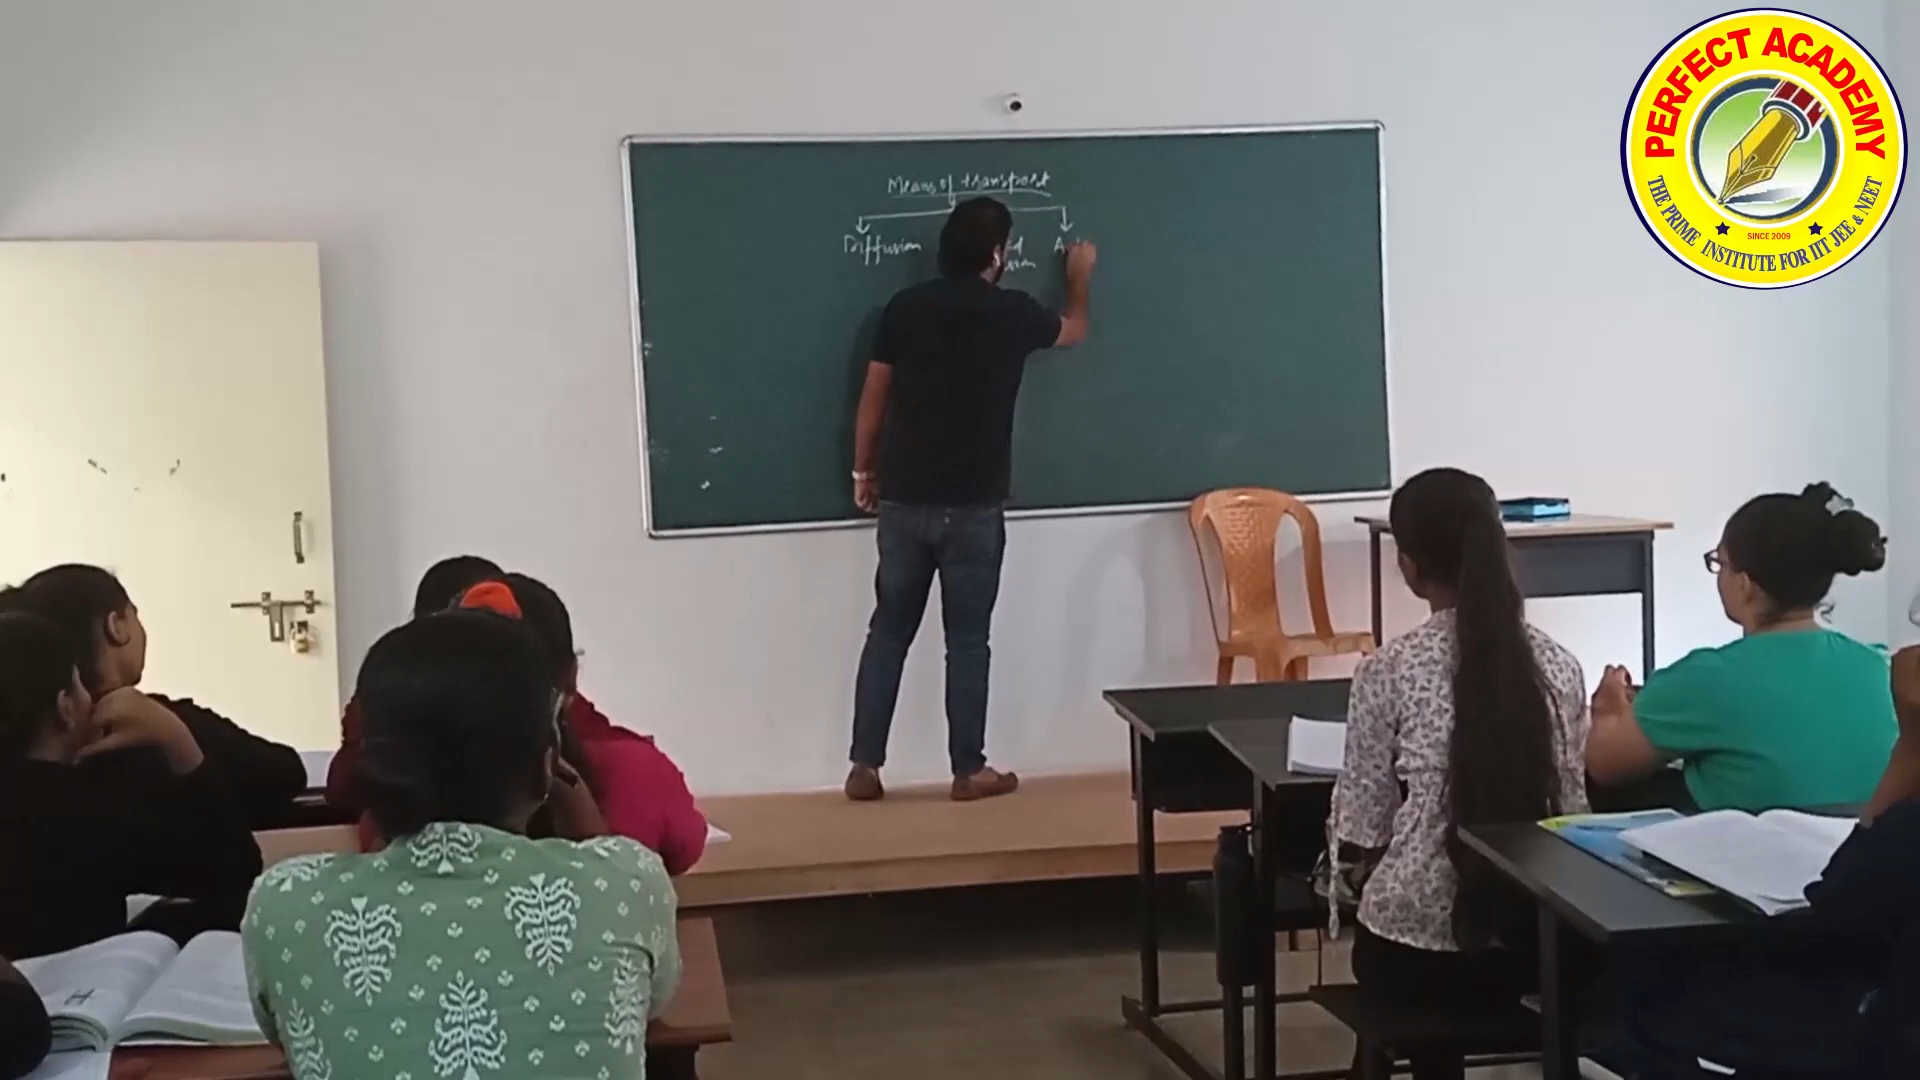 PERFECT ACADEMY
THE PRIME INSTITUTE FOR IIT JEE & NEET
SINCE 2009
Means of transport
Diffusion